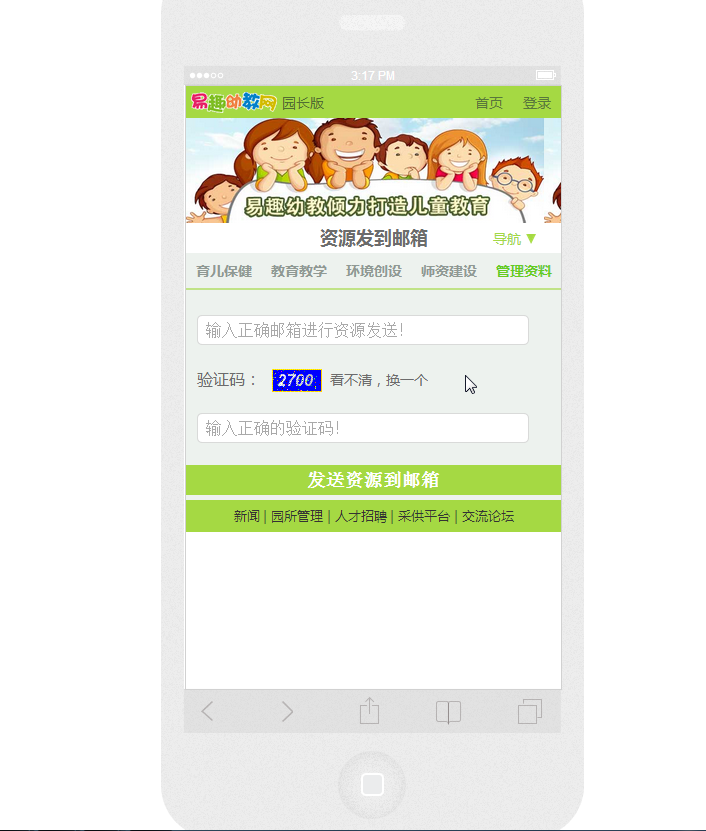 3:17 PM
易趣幼教网 园长版 首页 登录
易趣幼教倾力打造儿童教育
资源发到邮箱 导航 ▼
育儿保健 教育教学 环境创设 师资建设 管理资料
输入正确邮箱进行资源发送!
验证码： 2700 看不清，换一个
输入正确的验证码!
发送资源到邮箱
新闻 | 园所管理 | 人才招聘 | 采供平台 | 交流论坛